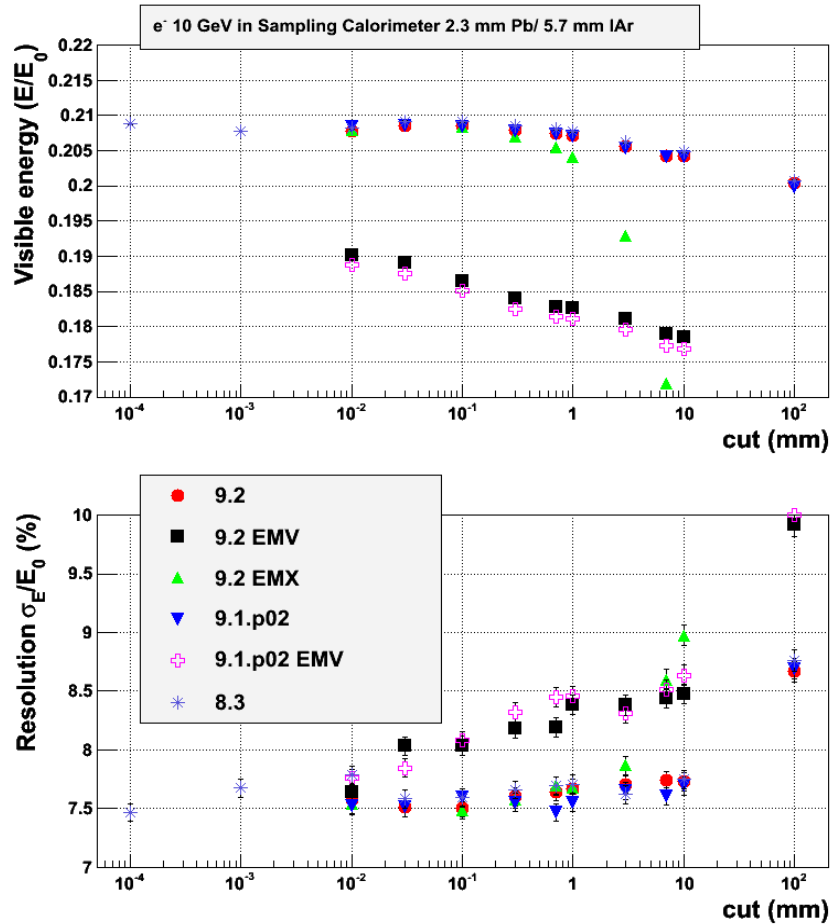 e- 10 GeV in Sampling Calorimeter 2.3 mm Pb/ 5.7 mm lAr
Visible energy (E/E0)
0.22
0.215
0.21
0.205
0.2
0.195
0.19
0.185
0.18
0.175
0.17
10-4 10-3 10-2 10-1 1 10 102
cut (mm)
Resolution σE/E0 (%)
10
9.5
9
8.5
8
7.5
7
9.2
9.2 EMV
9.2 EMX
9.1.p02
9.1.p02 EMV
8.3
10-4 10-3 10-2 10-1 1 10 102
cut (mm)